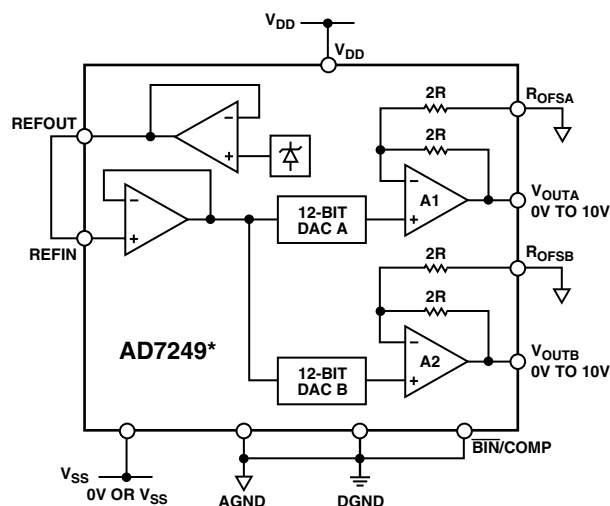 VDD
VDD
REFOUT
2R
ROFSA
2R
–
+
–
+
12-BIT
DAC A
–
+
A1
VOUTA
0V TO 10V
REFIN
2R
ROFSB
2R
AD7249*
12-BIT
DAC B
–
+
A2
VOUTB
0V TO 10V
BIN/COMP
VSS
0V OR VSS
AGND
DGND